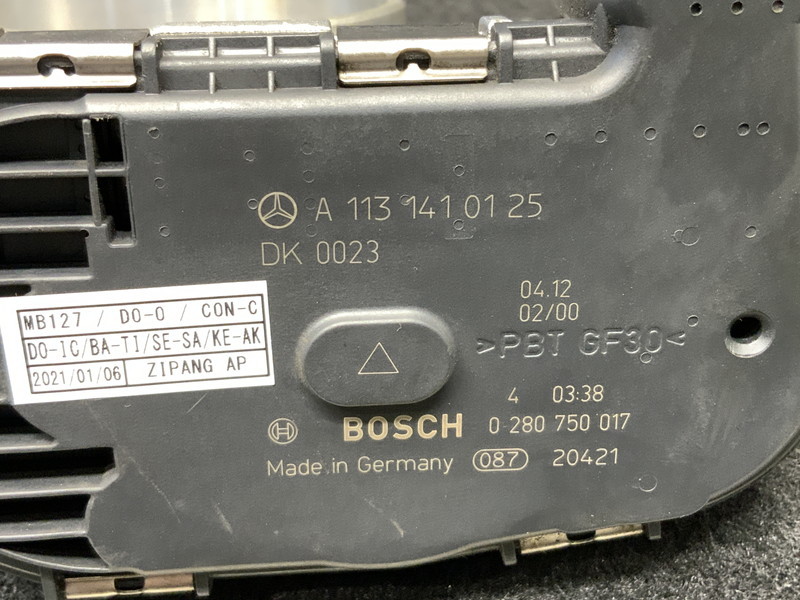 A 113 141 01 25
DK 0023
04.12
02/00
>PBT GF30<
MB127 / DO-O / CON-C
DO-IC/BA-TI/SE-SA/KE-AK
2021/01/06 ZIPANG AP
4 03:38
BOSCH 0 280 750 017
Made in Germany 087 20421